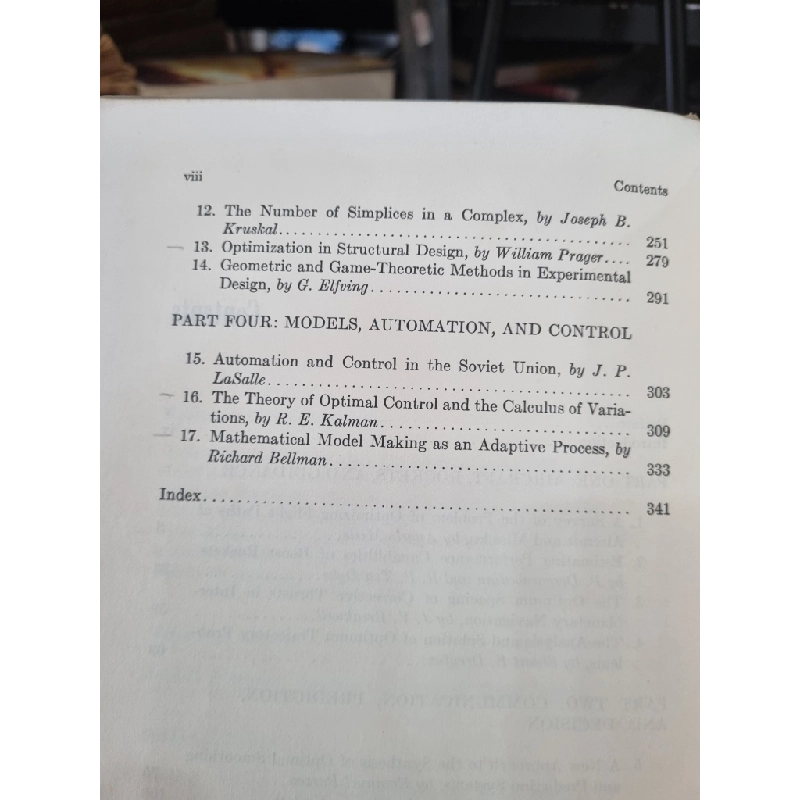 viii
Contents
12. The Number of Simplices in a Complex, by Joseph B.
Kruskal........................................ 251
13. Optimization in Structural Design, by William Prager.... 279
14. Geometric and Game-Theoretic Methods in Experimental
Design, by G. Elfving.............................. 291
PART FOUR: MODELS, AUTOMATION, AND CONTROL
15. Automation and Control in the Soviet Union, by J. P.
LaSalle.......................................... 303
16. The Theory of Optimal Control and the Calculus of Varia-
tions, by R. E. Kalman............................. 309
17. Mathematical Model Making as an Adaptive Process, by
Richard Bellman................................... 333
Index................................................ 341